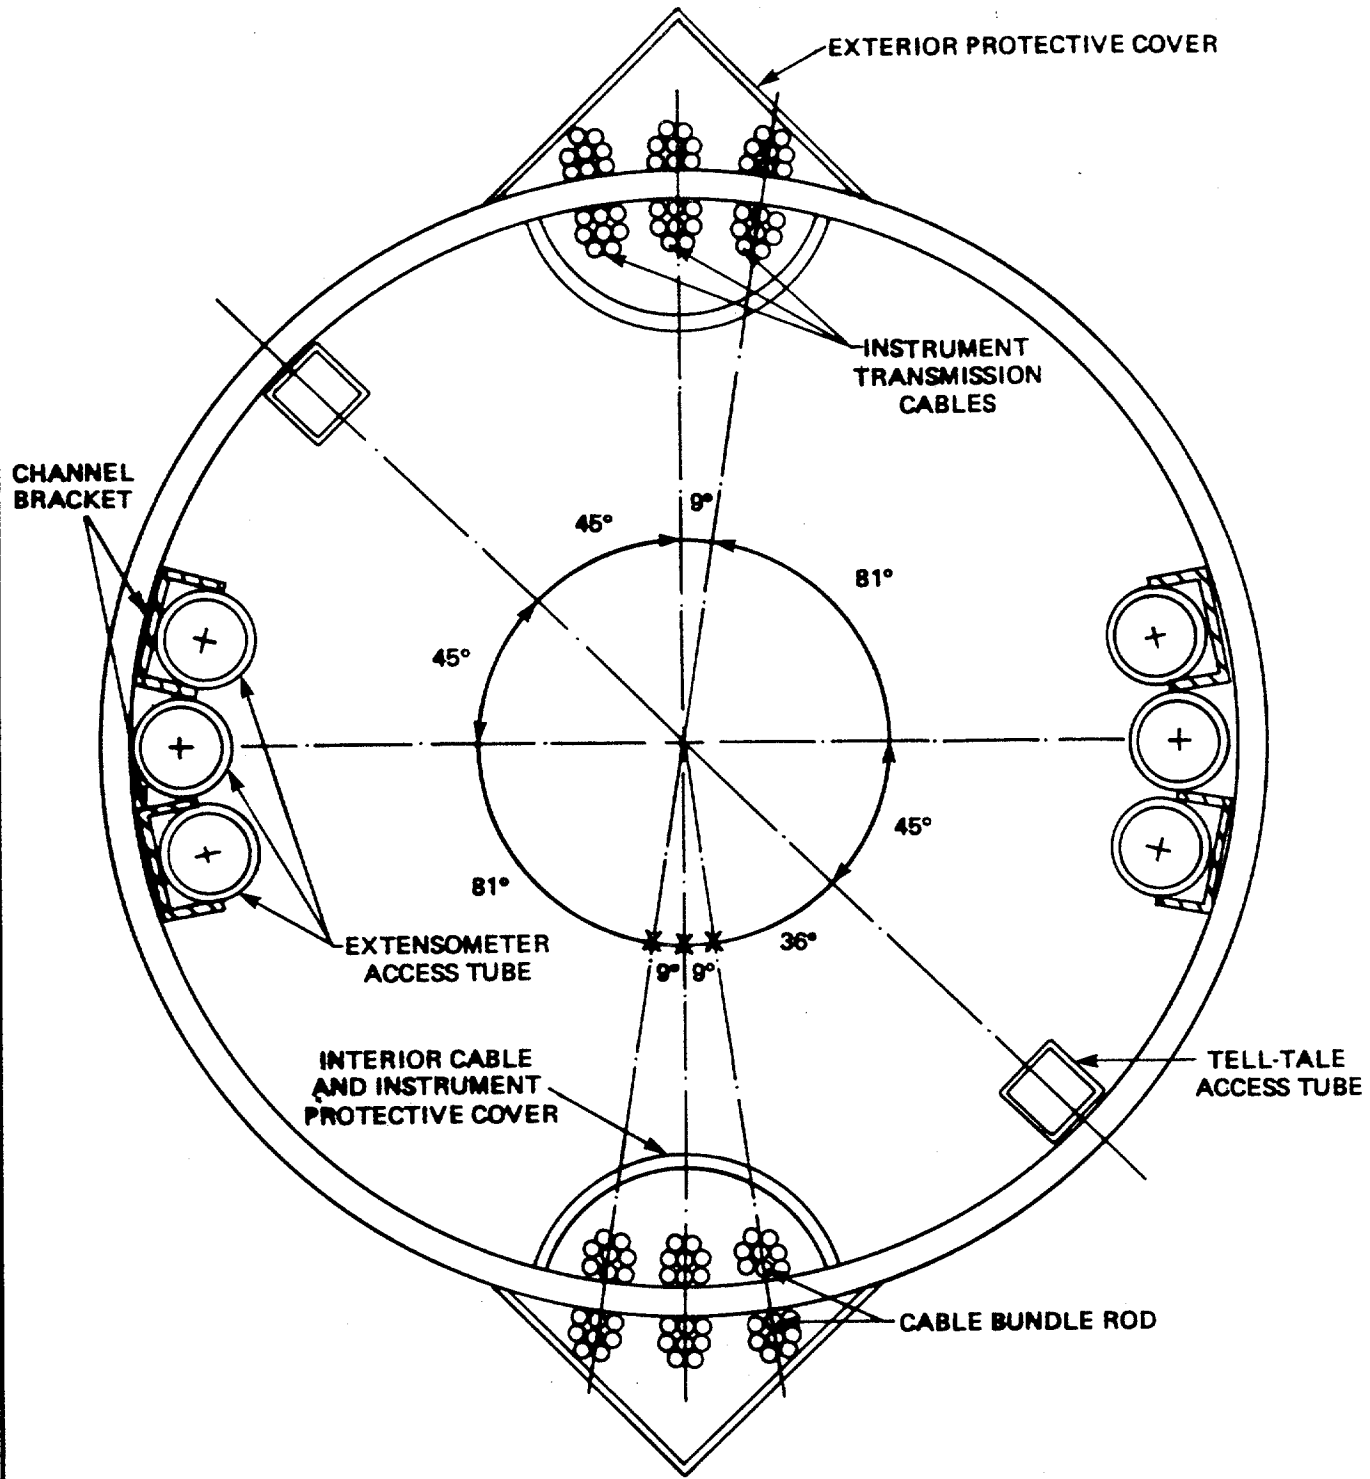 EXTERIOR PROTECTIVE COVER
INSTRUMENT
TRANSMISSION
CABLES
CHANNEL
BRACKET
9°
45°
81°
45°
45°
81°
36°
EXTENSOMETER
ACCESS TUBE
9° 9°
INTERIOR CABLE
AND INSTRUMENT
PROTECTIVE COVER
TELL-TALE
ACCESS TUBE
CABLE BUNDLE ROD